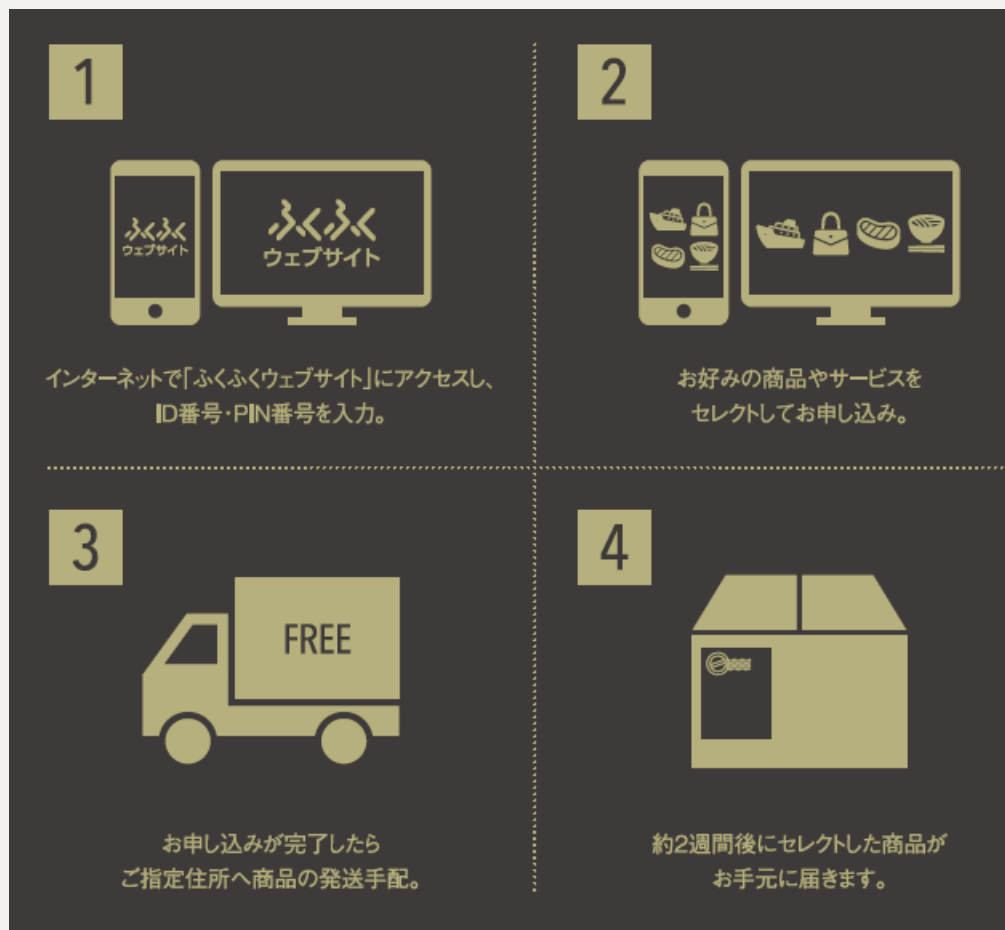 1
ふくふく
ウェブサイト
ふくふく
ウェブサイト
インターネットで「ふくふくウェブサイト」にアクセスし、
ID番号・PIN番号を入力。
2
お好みの商品やサービスを
セレクトしてお申し込み。
3
FREE
お申し込みが完了したら
ご指定住所へ商品の発送手配。
4
約2週間後にセレクトした商品が
お手元に届きます。